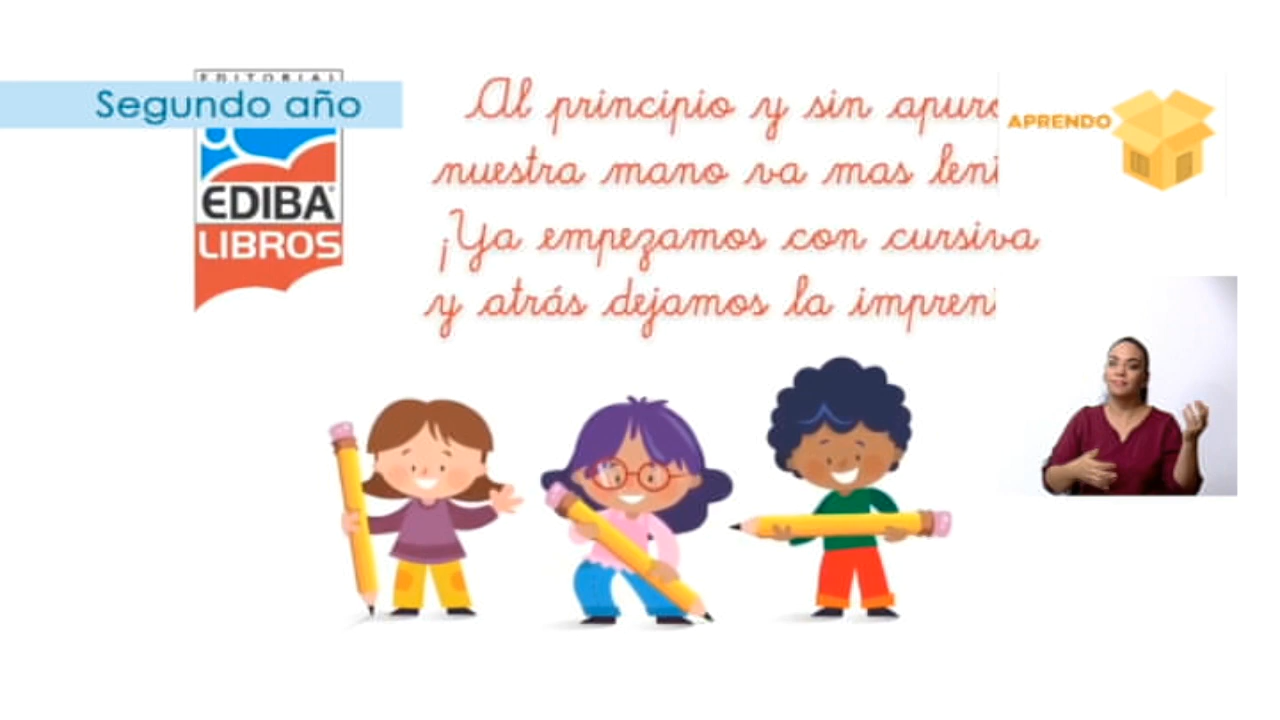 EDITORIAL
Segundo año
EDIBA
LIBROS
Al principio y sin
nuestra mano va mas
¡Ya empezamos con cursiva
y atrás dejamos la
APRENDO